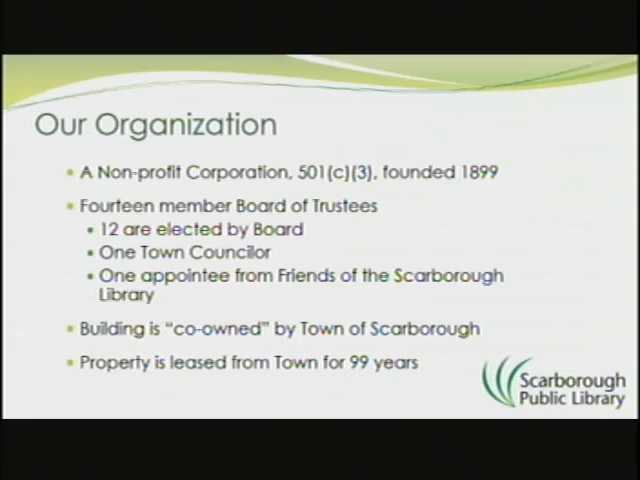 Our Organization
A Non-profit Corporation, 501(c)(3), founded 1899
Fourteen member Board of Trustees
12 are elected by Board
One Town Councilor
One appointee from Friends of the Scarborough
Library
Building is “co-owned” by Town of Scarborough
Property is leased from Town for 99 years
Scarborough
Public Library